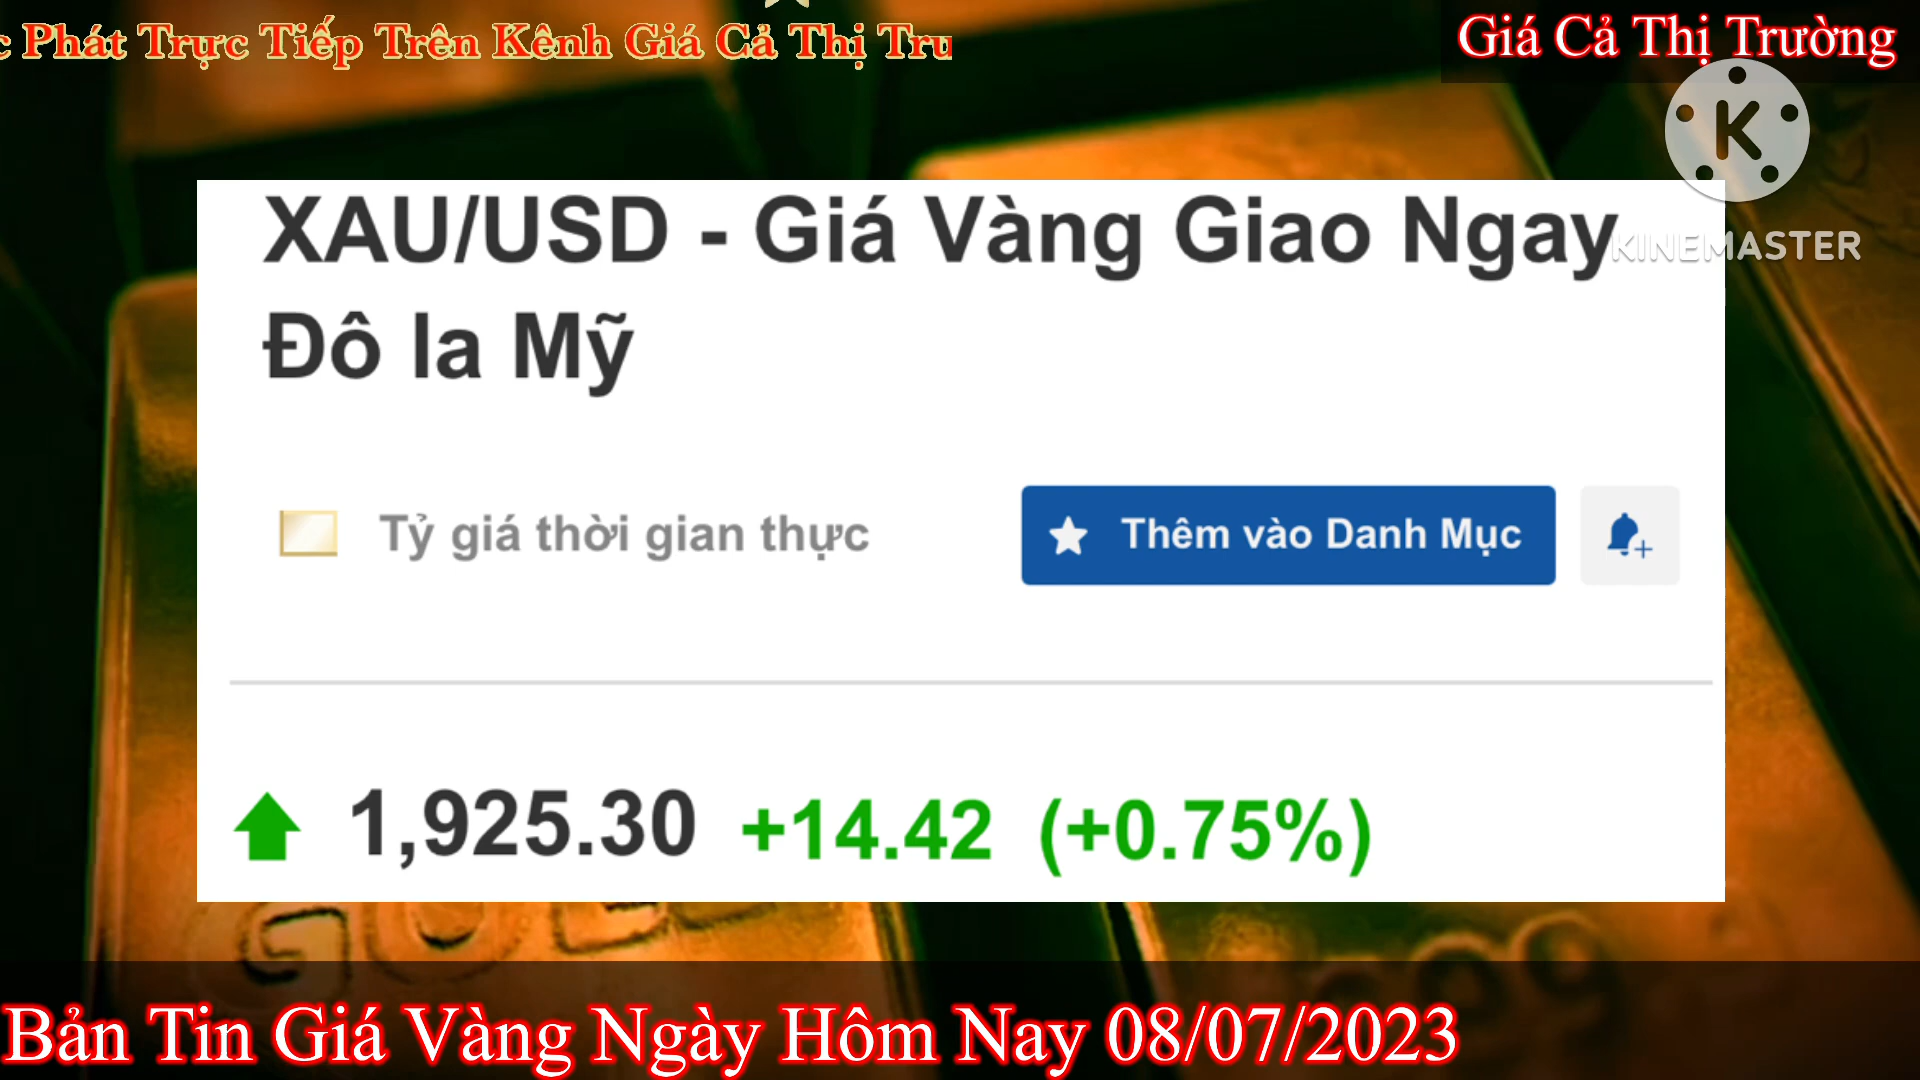 Phát Trực Tiếp Trên Kênh Giá Cả Thị
Giá Cả Thị Trường
K
KINEMASTER
XAU/USD - Giá Vàng Giao Ngay
Đô la Mỹ
Tỷ giá thời gian thực
Thêm vào Danh Mục
1,925.30 +14.42 (+0.75%)
GOLD
999
Bản Tin Giá Vàng Ngày Hôm Nay 08/07/2023